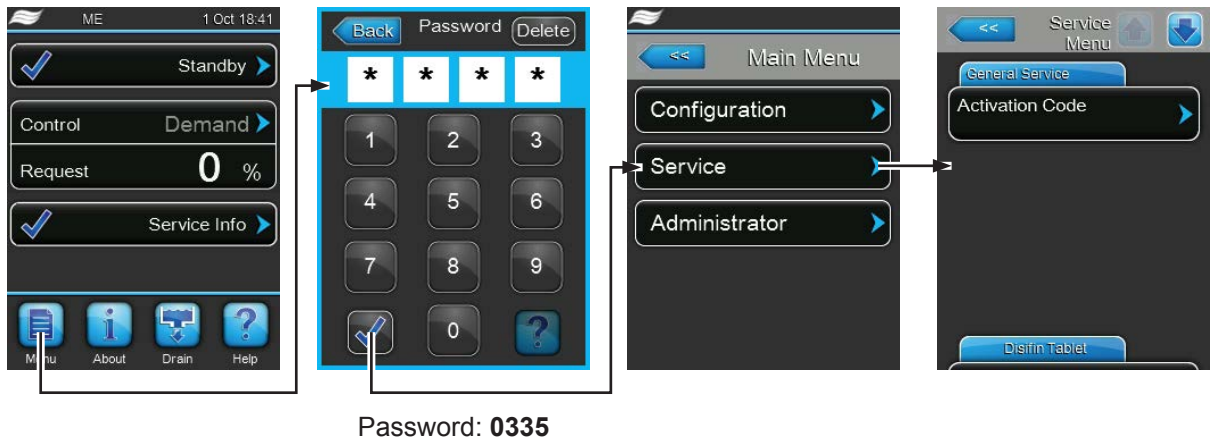 ME 1 Oct 18:41
Standby
Control Demand
Request 0 %
Service Info
Menu About Drain Help
Back Password Delete
* * * *
1 2 3
4 5 6
7 8 9
0 ?
<< Main Menu
Configuration
Service
Administrator
<< Service
Menu
General Service
Activation Code
Disifin Tablet
Password: 0335